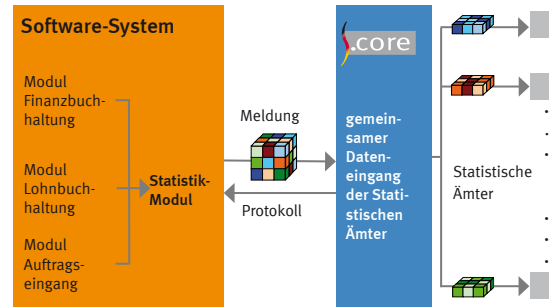 Software-System
Modul
Finanzbuch-
haltung
Modul
Lohnbuch-
haltung
Modul
Auftrags-
eingang
Statistik-
Modul
Meldung
Protokoll
.core
gemein-
samer
Daten-
eingang
der Stati-
stischen
Ämter
Statistische
Ämter